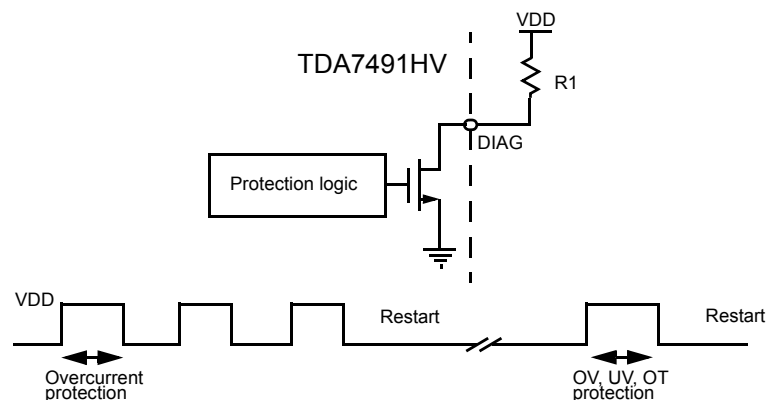 VDD
TDA7491HV
R1
DIAG
Protection logic
VDD
Restart
Restart
Overcurrent
protection
OV, UV, OT
protection